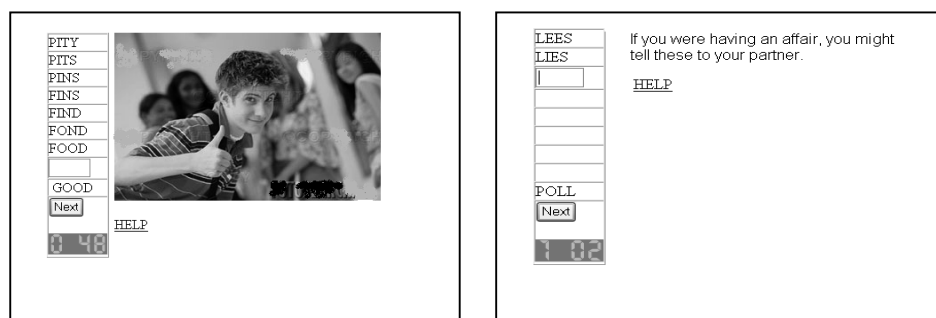 PITY
PITS
PINS
FINS
FIND
FOND
FOOD
GOOD
Next
HELP
0 48
LEES
LIES
If you were having an affair, you might
tell these to your partner.
HELP
POLL
Next
1 02